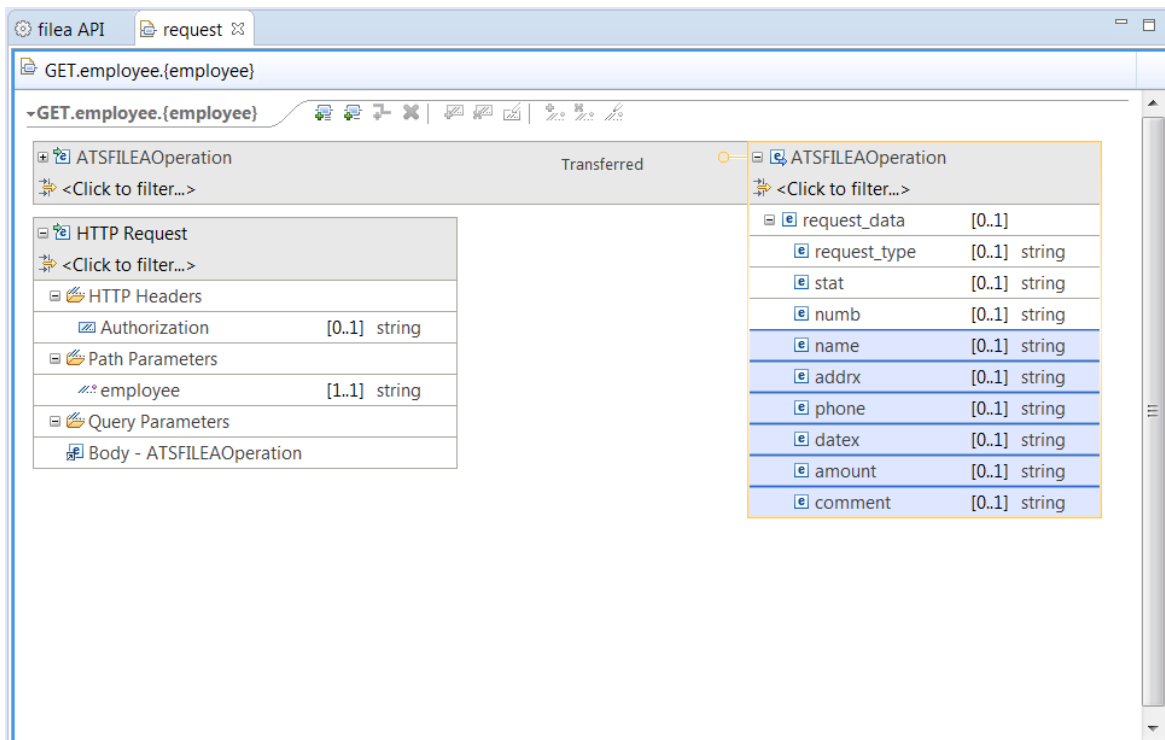 filea API
request
GET.employee.{employee}
GET.employee.{employee}
ATSFILEAOperation
<Click to filter...>
Transferred
ATSFILEAOperation
<Click to filter...>
HTTP Request
<Click to filter...>
HTTP Headers
Authorization [0..1] string
Path Parameters
employee [1..1] string
Query Parameters
Body - ATSFILEAOperation
request_data [0..1]
request_type [0..1] string
stat [0..1] string
numb [0..1] string
name [0..1] string
addrx [0..1] string
phone [0..1] string
datex [0..1] string
amount [0..1] string
comment [0..1] string